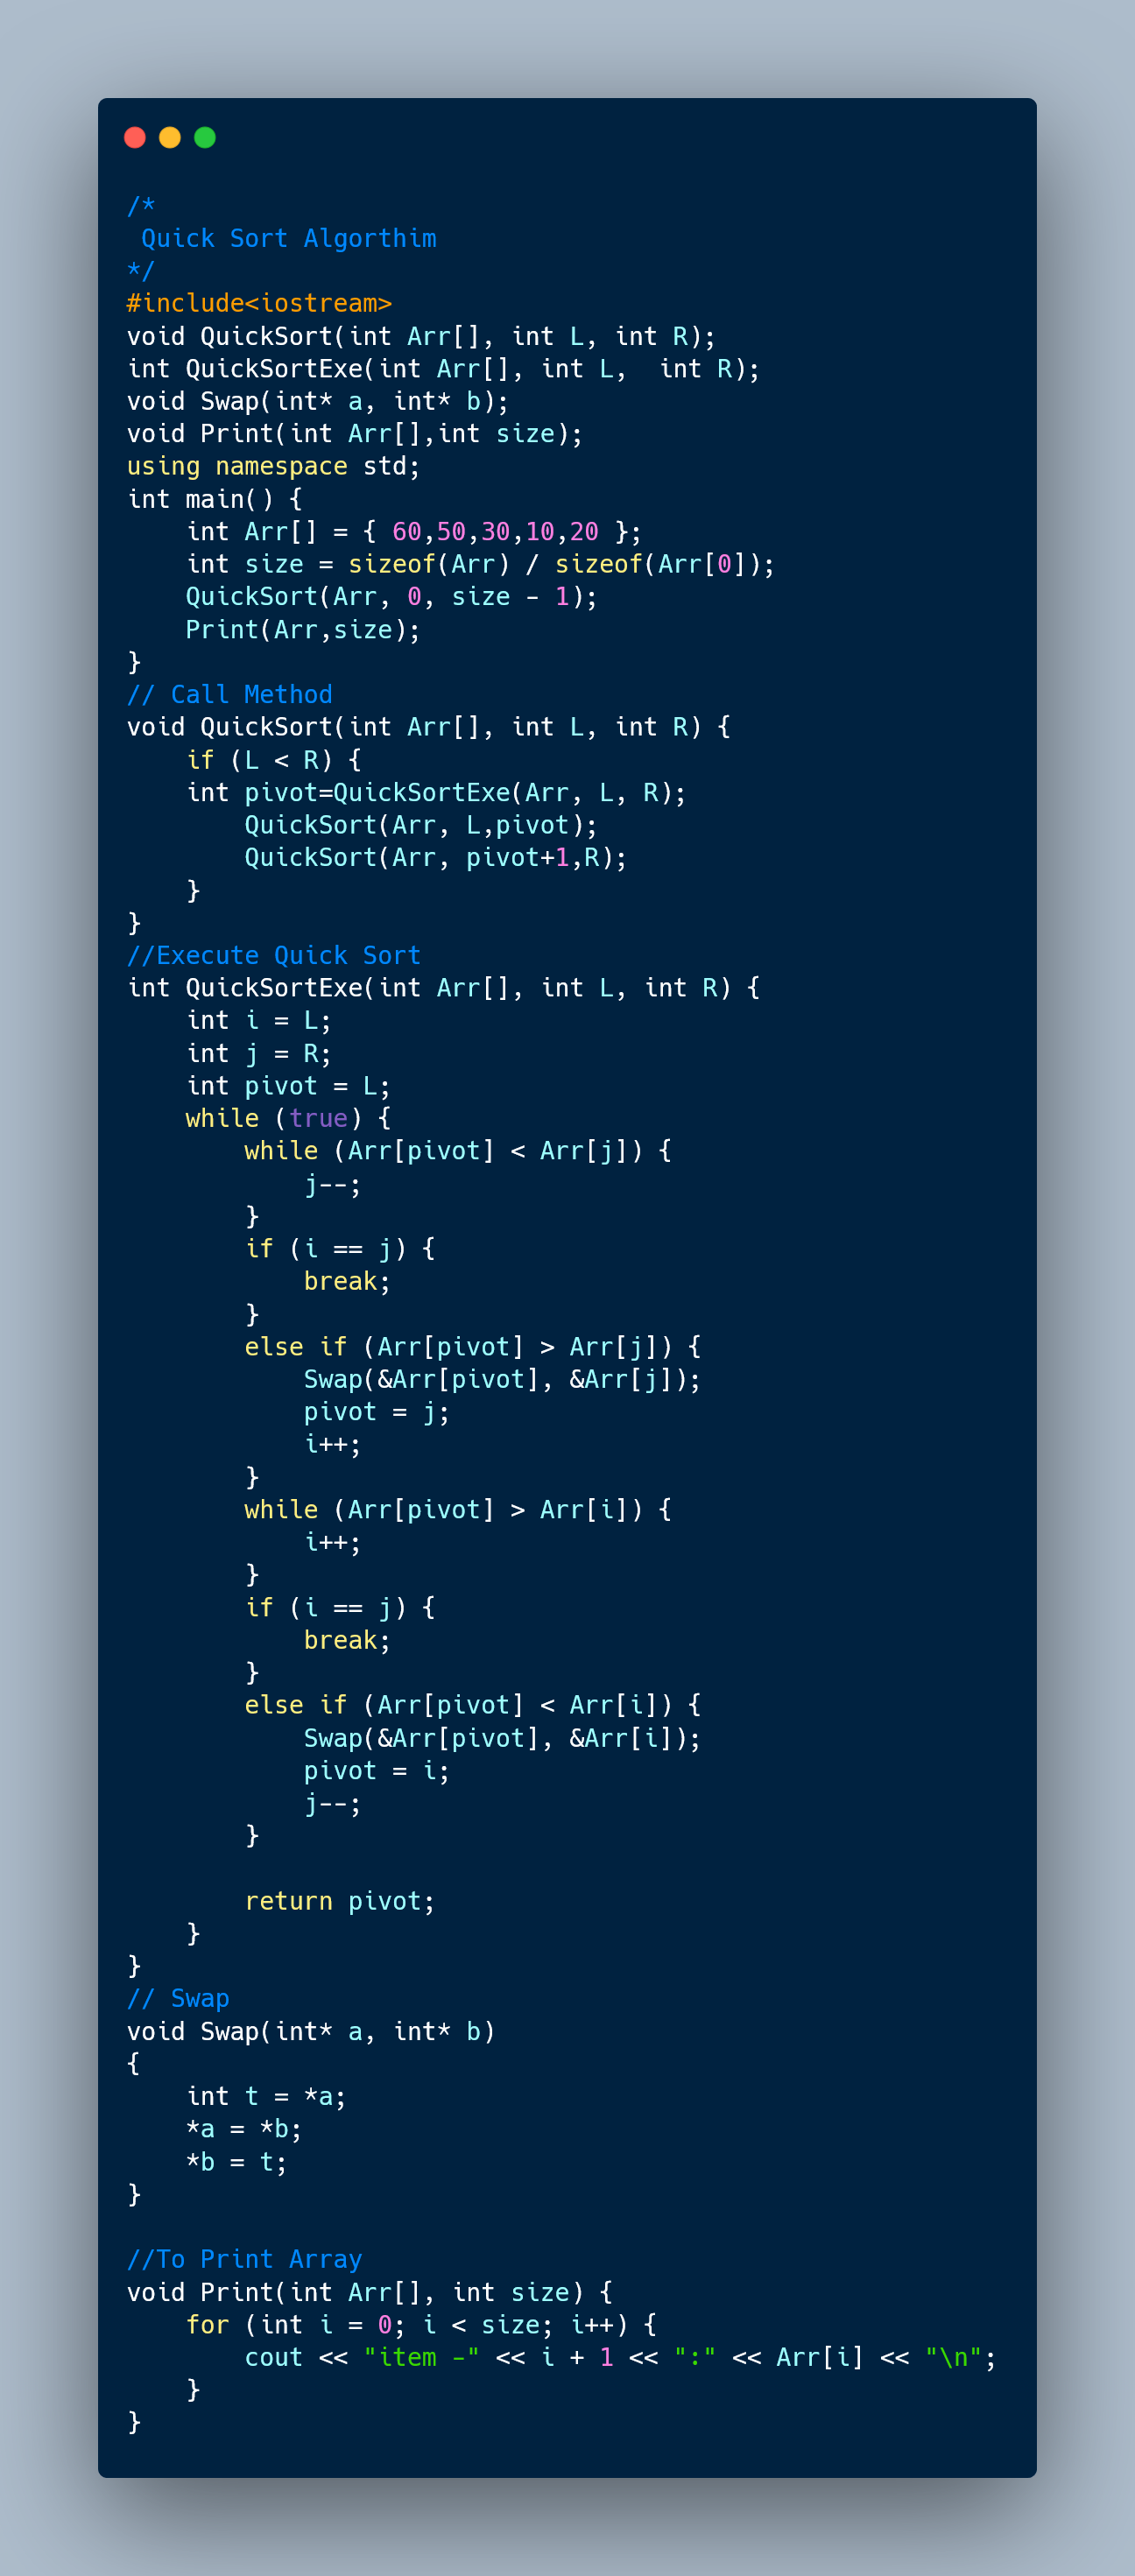 /*
 Quick Sort Algorthim
*/
#include<iostream>
void QuickSort(int Arr[], int L, int R);
int QuickSortExe(int Arr[], int L,  int R);
void Swap(int* a, int* b);
void Print(int Arr[],int size);
using namespace std;
int main() {
    int Arr[] = { 60,50,30,10,20 };
    int size = sizeof(Arr) / sizeof(Arr[0]);
    QuickSort(Arr, 0, size - 1);
    Print(Arr,size);
}
// Call Method
void QuickSort(int Arr[], int L, int R) {
    if (L < R) {
    int pivot=QuickSortExe(Arr, L, R);
        QuickSort(Arr, L,pivot);
        QuickSort(Arr, pivot+1,R);
    }
}
//Execute Quick Sort
int QuickSortExe(int Arr[], int L, int R) {
    int i = L;
    int j = R;
    int pivot = L;
    while (true) {
        while (Arr[pivot] < Arr[j]) {
            j--;
        }
        if (i == j) {
            break;
        }
        else if (Arr[pivot] > Arr[j]) {
            Swap(&Arr[pivot], &Arr[j]);
            pivot = j;
            i++;
        }
        while (Arr[pivot] > Arr[i]) {
            i++;
        }
        if (i == j) {
            break;
        }
        else if (Arr[pivot] < Arr[i]) {
            Swap(&Arr[pivot], &Arr[i]);
            pivot = i;
            j--;
        }

        return pivot;
    }
}
// Swap
void Swap(int* a, int* b)
{
    int t = *a;
    *a = *b;
    *b = t;
}

//To Print Array
void Print(int Arr[], int size) {
    for (int i = 0; i < size; i++) {
        cout << "item -" << i + 1 << ":" << Arr[i] << "\n";
    }
}